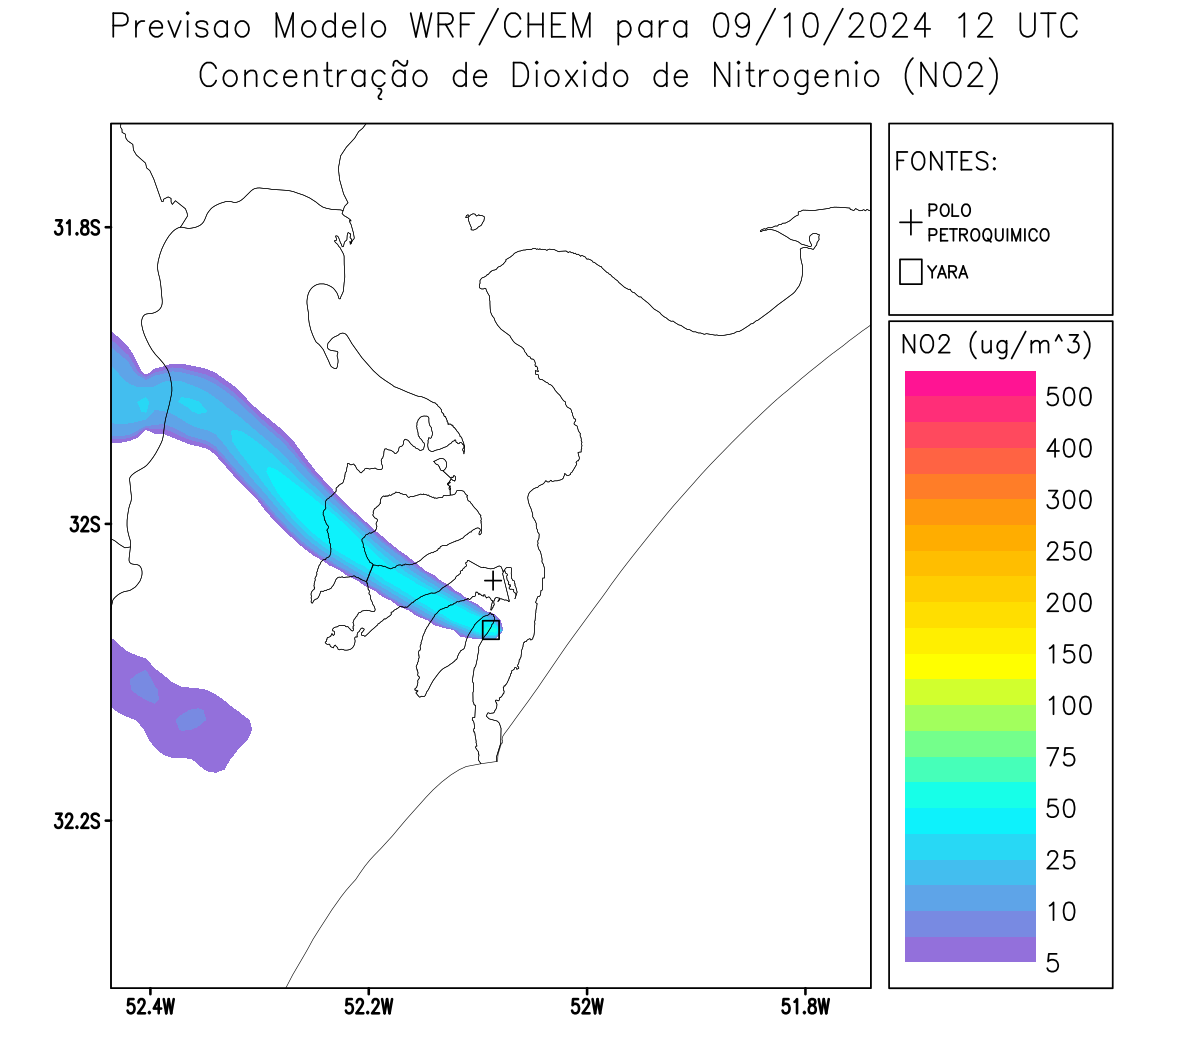 Previsao Modelo WRF/CHEM para 09/10/2024 12 UTC
Concentração de Dioxido de Nitrogenio (NO2)
FONTES:
POLO
PETROQUIMICO
YARA
31.8S
32S
32.2S
52.4W
52.2W
52W
51.8W
NO2 (ug/m^3)
500
400
300
250
200
150
100
75
50
25
10
5